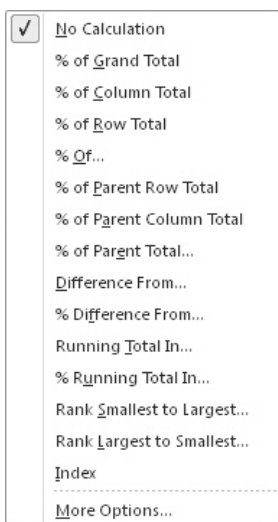 No Calculation
% of Grand Total
% of Column Total
% of Row Total
% Of...
% of Parent Row Total
% of Parent Column Total
% of Parent Total...
Difference From...
% Difference From...
Running Total In...
% Running Total In...
Rank Smallest to Largest...
Rank Largest to Smallest...
Index
More Options...